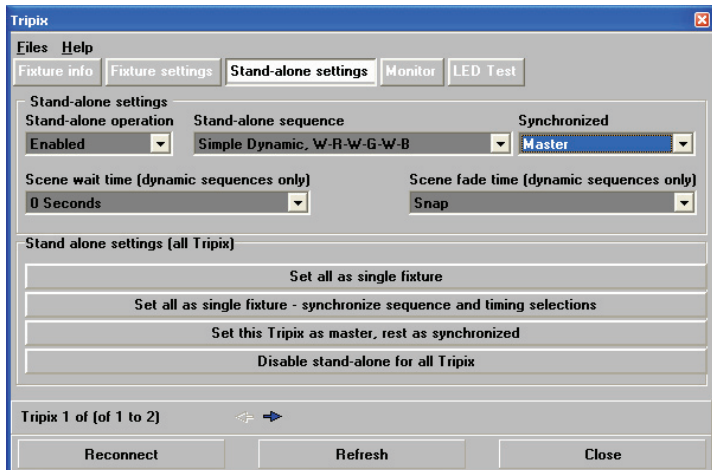 Tripix
Files Help
Fixture info Fixture settings Stand-alone settings Monitor LED Test
Stand-alone settings
Stand-alone operation Stand-alone sequence Synchronized
Enabled Simple Dynamic, W-R-W-G-W-B Master
Scene wait time (dynamic sequences only) Scene fade time (dynamic sequences only)
0 Seconds Snap
Stand alone settings (all Tripix)
Set all as single fixture
Set all as single fixture - synchronize sequence and timing selections
Set this Tripix as master, rest as synchronized
Disable stand-alone for all Tripix
Tripix 1 of (of 1 to 2)
Reconnect Refresh Close